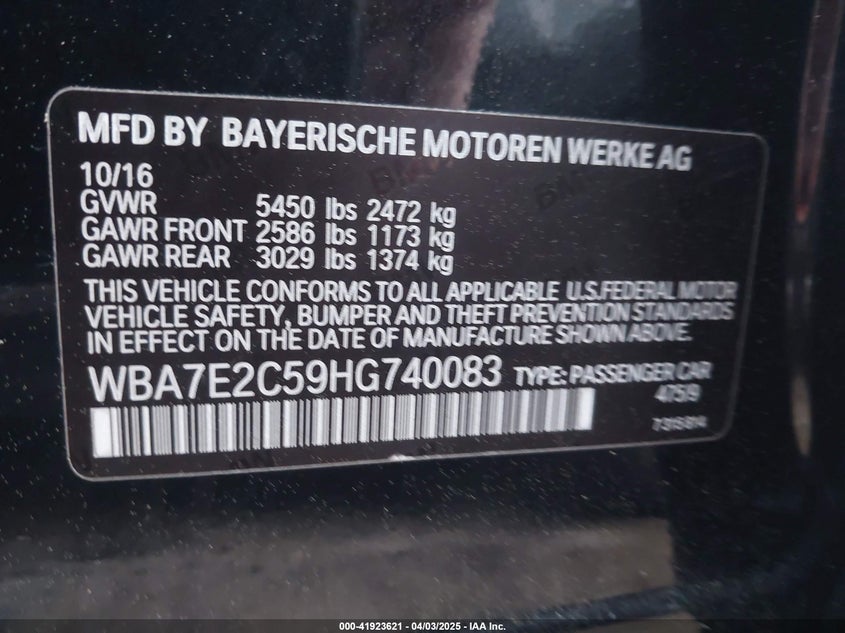 MFD BY BAYERISCHE MOTOREN WERKE AG
10/16
GVWR 5450 lbs 2472 kg
GAWR FRONT 2586 lbs 1173 kg
GAWR REAR 3029 lbs 1374 kg
THIS VEHICLE CONFORMS TO ALL APPLICABLE U.S.FEDERAL MOTOR
VEHICLE SAFETY, BUMPER AND THEFT PREVENTION STANDARDS
IN EFFECT ON THE DATE OF MANUFACTURE SHOWN ABOVE.
WBA7E2C59HG740083 TYPE: PASSENGER CAR
475/9
000-41923621 - 04/03/2025 - IAA Inc.